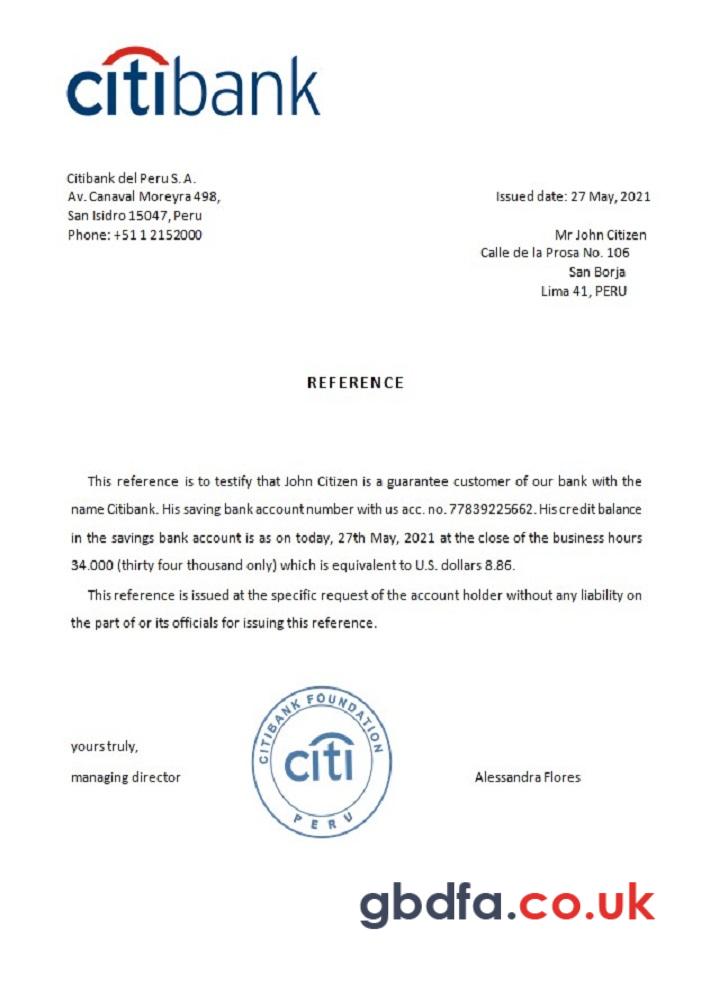 citibank
Citibank del Peru S. A.
Av. Canaval Moreyra 498,
San Isidro 15047, Peru
Phone: +51 1 2152000
Issued date: 27 May, 2021
Mr John Citizen
Calle de la Prosa No. 106
San Borja
Lima 41, PERU
REFERENCE
This reference is to testify that John Citizen is a guarantee customer of our bank with the
name Citibank. His saving bank account number with us acc. no. 77839225662. His credit balance
in the savings bank account is as on today, 27th May, 2021 at the close of the business hours
34.000 (thirty four thousand only) which is equivalent to U.S. dollars 8.86.
This reference is issued at the specific request of the account holder without any liability on
the part of or its officials for issuing this reference.
yours truly,
managing director
CITIBANK FOUNDATION
citi
PERU
Alessandra Flores
gbdfa.co.uk